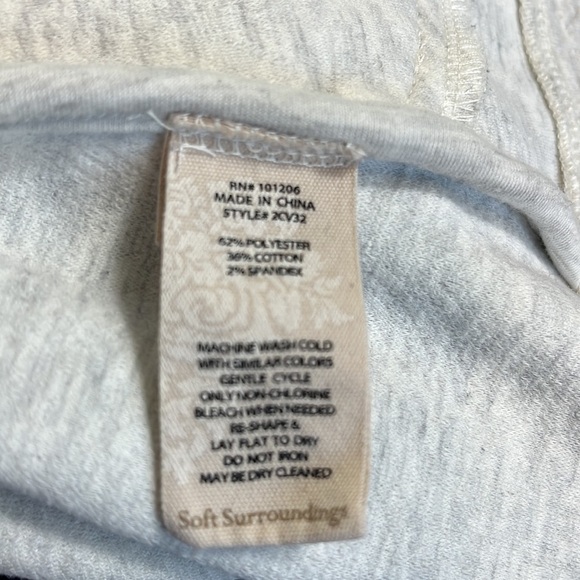 RN# 101206
MADE IN CHINA
STYLE# 2CV32
62% POLYESTER
36% COTTON
2% SPANDEX
MACHINE WASH COLD
WITH SIMILAR COLORS
GENTLE CYCLE
ONLY NON-CHLORINE
BLEACH WHEN NEEDED
RE-SHAPE &
LAY FLAT TO DRY
DO NOT IRON
MAY BE DRY CLEANED
Soft Surroundings